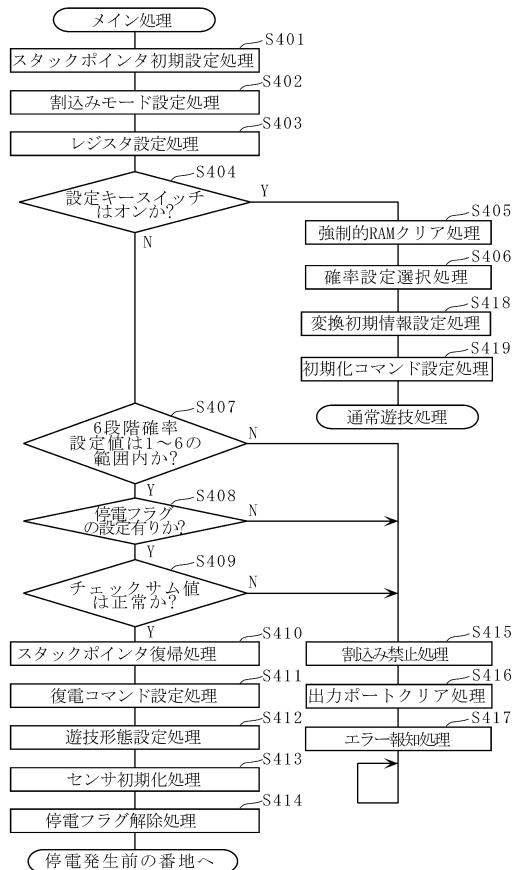 メイン処理
S401
スタックポインタ初期設定処理
S402
割込みモード設定処理
S403
レジスタ設定処理
S404
設定キースイッチ
はオンか?
Y
N
S405
強制的RAMクリア処理
S406
確率設定選択処理
S418
変換初期情報設定処理
S419
初期化コマンド設定処理
通常遊技処理
S407
6段階確率
設定値は1～6の
範囲内か?
N
Y
S408
停電フラグ
の設定有りか?
N
Y
S409
チェックサム値
は正常か?
N
Y
S410
スタックポインタ復帰処理
S411
復電コマンド設定処理
S412
遊技形態設定処理
S413
センサ初期化処理
S414
停電フラグ解除処理
停電発生前の番地へ
S415
割込み禁止処理
S416
出力ポートクリア処理
S417
エラー報知処理